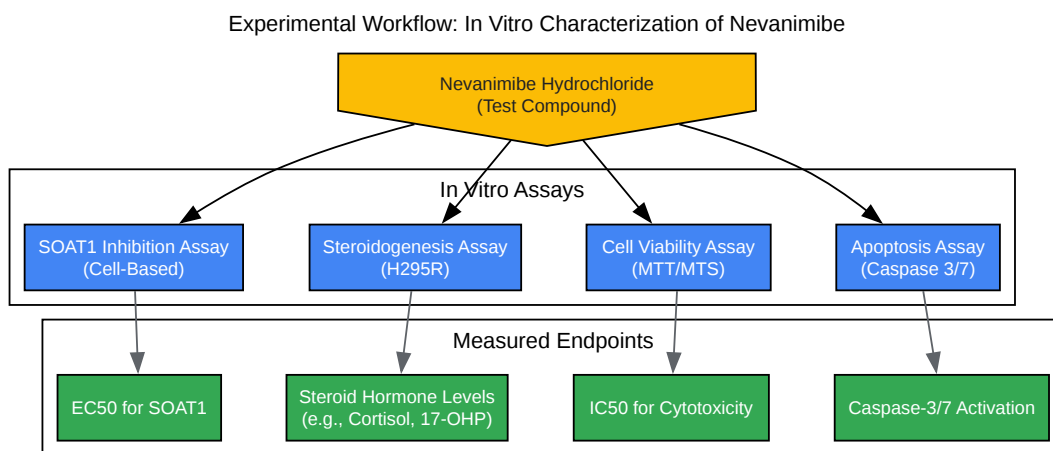 Experimental Workflow: In Vitro Characterization of Nevanimibe
Nevanimibe Hydrochloride
(Test Compound)
In Vitro Assays
SOAT1 Inhibition Assay
(Cell-Based)
Steroidogenesis Assay
(H295R)
Cell Viability Assay
(MTT/MTS)
Apoptosis Assay
(Caspase 3/7)
Measured Endpoints
EC50 for SOAT1
Steroid Hormone Levels
(e.g., Cortisol, 17-OHP)
IC50 for Cytotoxicity
Caspase-3/7 Activation